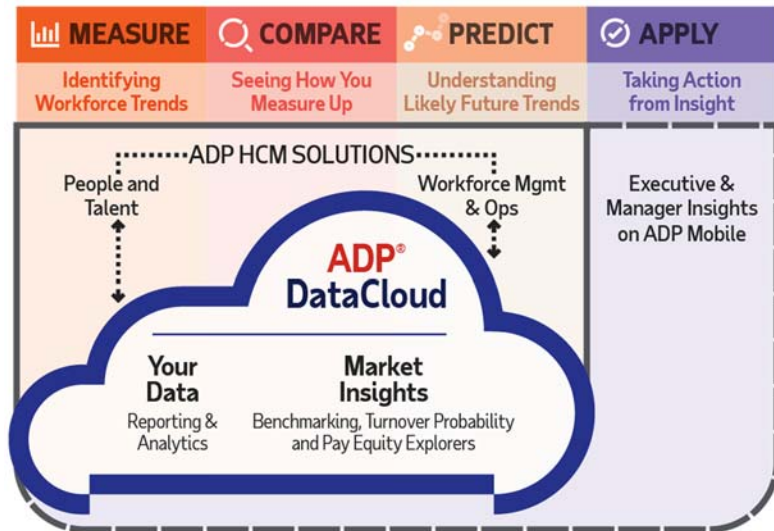 MEASURE
COMPARE
PREDICT
APPLY
Identifying
Workforce Trends
Seeing How You
Measure Up
Understanding
Likely Future Trends
Taking Action
from Insight
ADP HCM SOLUTIONS
People and
Talent
Workforce Mgmt
& Ops
Executive &
Manager Insights
on ADP Mobile
ADP®
DataCloud
Your
Data
Reporting &
Analytics
Market
Insights
Benchmarking, Turnover Probability
and Pay Equity Explorers